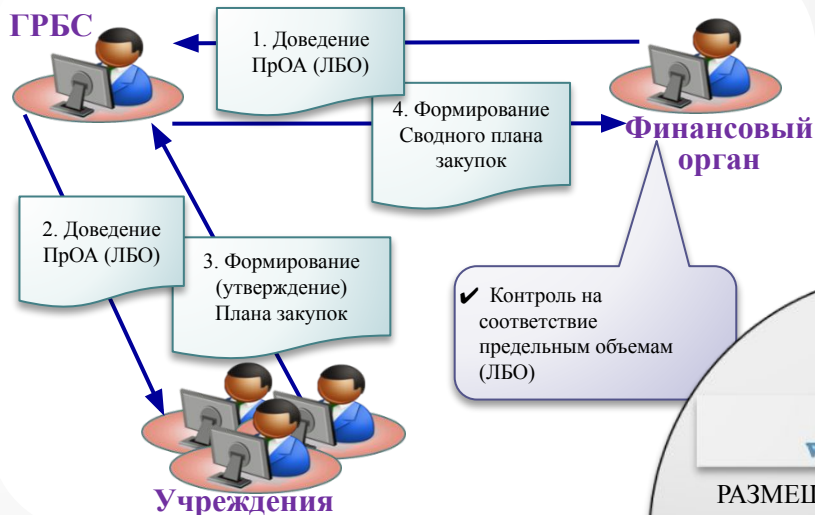 ГРБС
1. Доведение
ПрОА (ЛБО)
4. Формирование
Сводного плана
закупок
Финансовый
орган
2. Доведение
ПрОА (ЛБО)
3. Формирование
(утверждение)
Плана закупок
✔ Контроль на
соответствие
предельным объемам
(ЛБО)
Учреждения